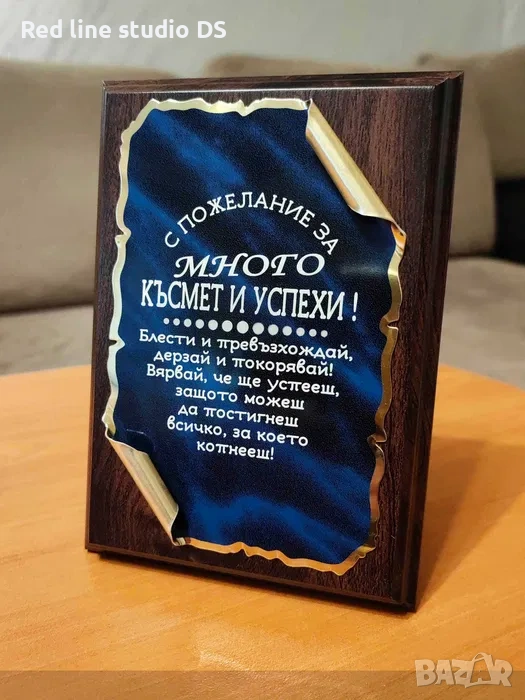 Red line studio DS
С ПОЖЕЛАНИЕ ЗА
МНОГО
КЪСМЕТ И УСПЕХИ !
Блести и превъзхождай,
дерзай и покорявай!
Вярвай, че ще успееш,
защото можеш
да постигнеш
всичко, за което
копнееш!
BAZAR